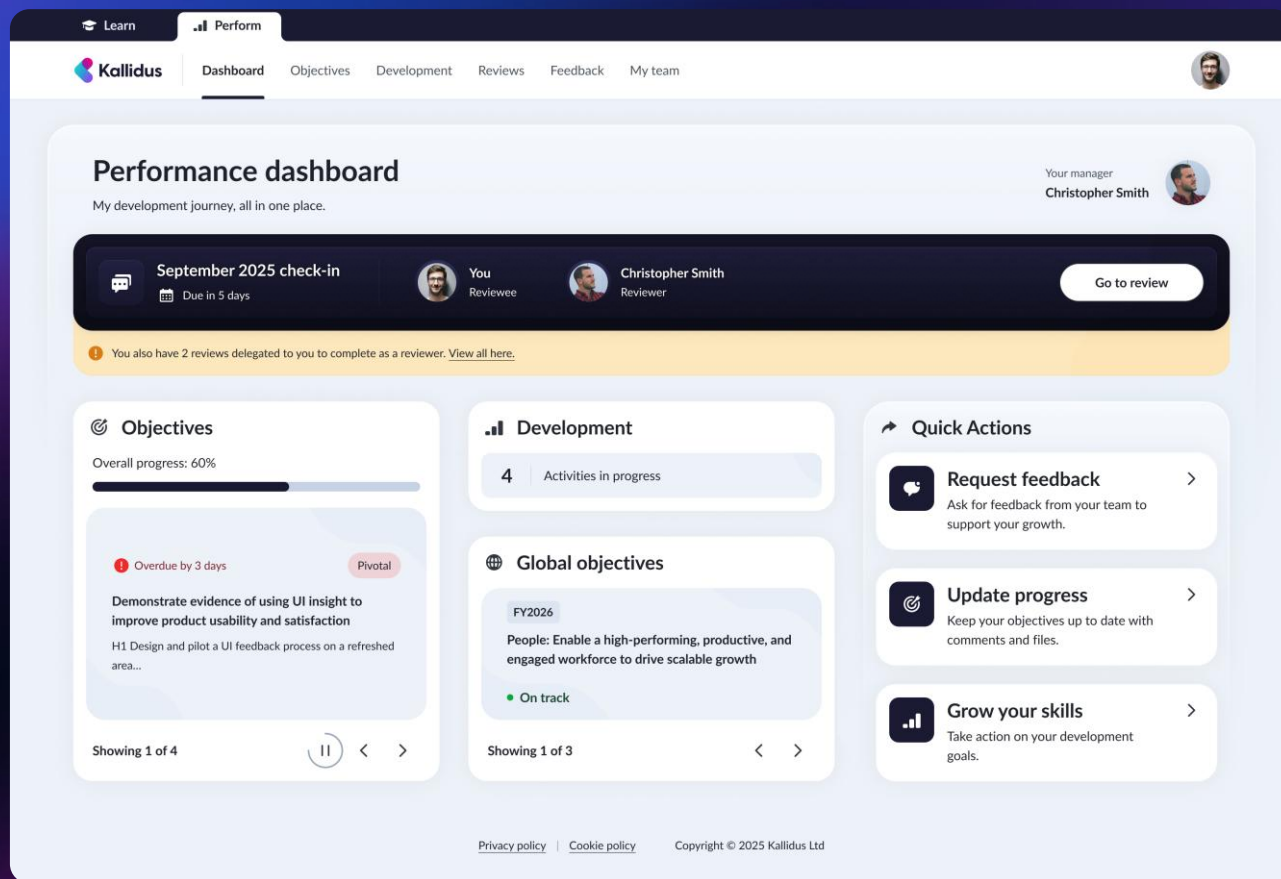 Learn
Perform
Kallidus
Dashboard
Objectives
Development
Reviews
Feedback
My team
Performance dashboard
My development journey, all in one place.
Your manager
Christopher Smith
September 2025 check-in
Due in 5 days
You
Reviewee
Christopher Smith
Reviewer
Go to review
You also have 2 reviews delegated to you to complete as a reviewer. View all here.
Objectives
Overall progress: 60%
Overdue by 3 days
Pivotal
Demonstrate evidence of using UI insight to
improve product usability and satisfaction
H1 Design and pilot a UI feedback process on a refreshed
area...
Showing 1 of 4
Development
4
Activities in progress
Global objectives
FY2026
People: Enable a high-performing, productive, and
engaged workforce to drive scalable growth
On track
Showing 1 of 3
Quick Actions
Request feedback
Ask for feedback from your team to
support your growth.
Update progress
Keep your objectives up to date with
comments and files.
Grow your skills
Take action on your development
goals.
Privacy policy
Cookie policy
Copyright © 2025 Kallidus Ltd